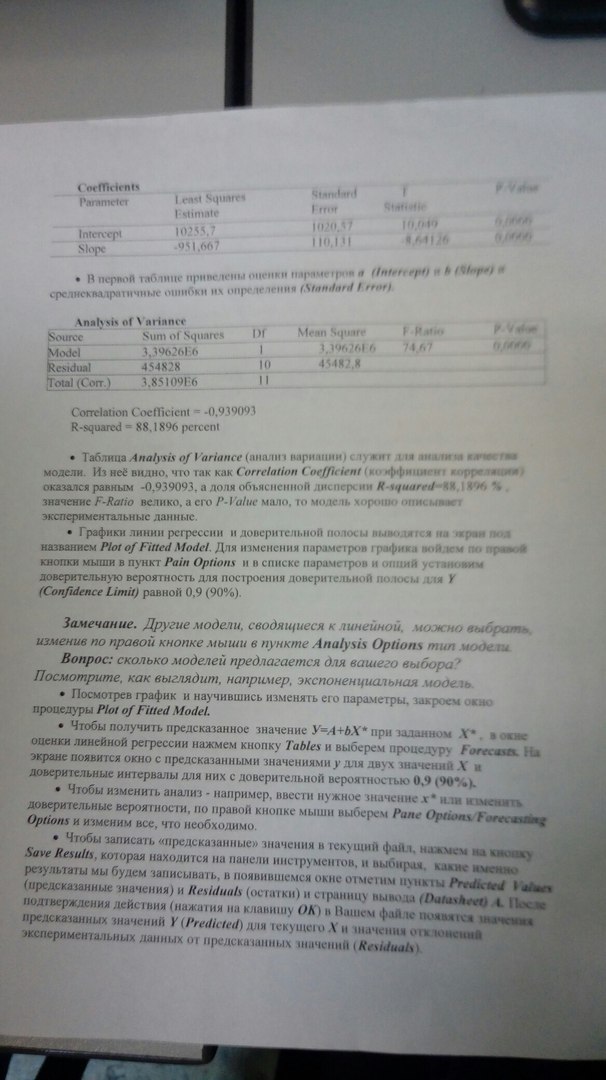 Coefficients
Parameter Least Squares Standard T P-Value
Estimate Error Statistic
Intercept 10255,7 1020,57 10,049 0,0000
Slope -951,667 110,131 -8,64126 0,0000
• В первой таблице приведены оценки параметров a (Intercept) и b (Slope) и
среднеквадратичные ошибки их определения (Standard Error).
Analysis of Variance
Source Sum of Squares Df Mean Square F-Ratio P-Value
Model 3,39626E6 1 3,39626E6 74,67 0,0000
Residual 454828 10 45482,8
Total (Corr.) 3,85109E6 11
Correlation Coefficient = -0,939093
R-squared = 88,1896 percent
• Таблица Analysis of Variance (анализ вариации) служит для анализа качества
модели. Из неё видно, что так как Correlation Coefficient (коэффициент корреляции)
оказался равным -0,939093, а доля объясненной дисперсии R-squared=88,1896 % ,
значение F-Ratio велико, а его P-Value мало, то модель хорошо описывает
экспериментальные данные.
• Графики линии регрессии и доверительной полосы выводятся на экран под
названием Plot of Fitted Model. Для изменения параметров графика войдем по правой
кнопки мыши в пункт Pain Options и в списке параметров и опций установим
доверительную вероятность для построения доверительной полосы для Y
(Confidence Limit) равной 0,9 (90%).
Замечание. Другие модели, сводящиеся к линейной, можно выбрать,
изменив по правой кнопке мыши в пункте Analysis Options тип модели.
Вопрос: сколько моделей предлагается для вашего выбора?
Посмотрите, как выглядит, например, экспоненциальная модель.
• Посмотрев график и научившись изменять его параметры, закроем окно
процедуры Plot of Fitted Model.
• Чтобы получить предсказанное значение У=A+bX* при заданном X* , в окне
оценки линейной регрессии нажмем кнопку Tables и выберем процедуру Forecasts. На
экране появится окно с предсказанными значениями y для двух значений X и
доверительные интервалы для них с доверительной вероятностью 0,9 (90%).
• Чтобы изменить анализ - например, ввести нужное значение x* или изменить
доверительные вероятности, по правой кнопке мыши выберем Pane Options/Forecasting
Options и изменим все, что необходимо.
• Чтобы записать «предсказанные» значения в текущий файл, нажмем на кнопку
Save Results, которая находится на панели инструментов, и выбирая, какие именно
результаты мы будем записывать, в появившемся окне отметим пункты Predicted Values
(предсказанные значения) и Residuals (остатки) и страницу вывода (Datasheet) A. После
подтверждения действия (нажатия на клавишу OK) в Вашем файле появятся значения
предсказанных значений Y (Predicted) для текущего X и значения отклонений
экспериментальных данных от предсказанных значений (Residuals).